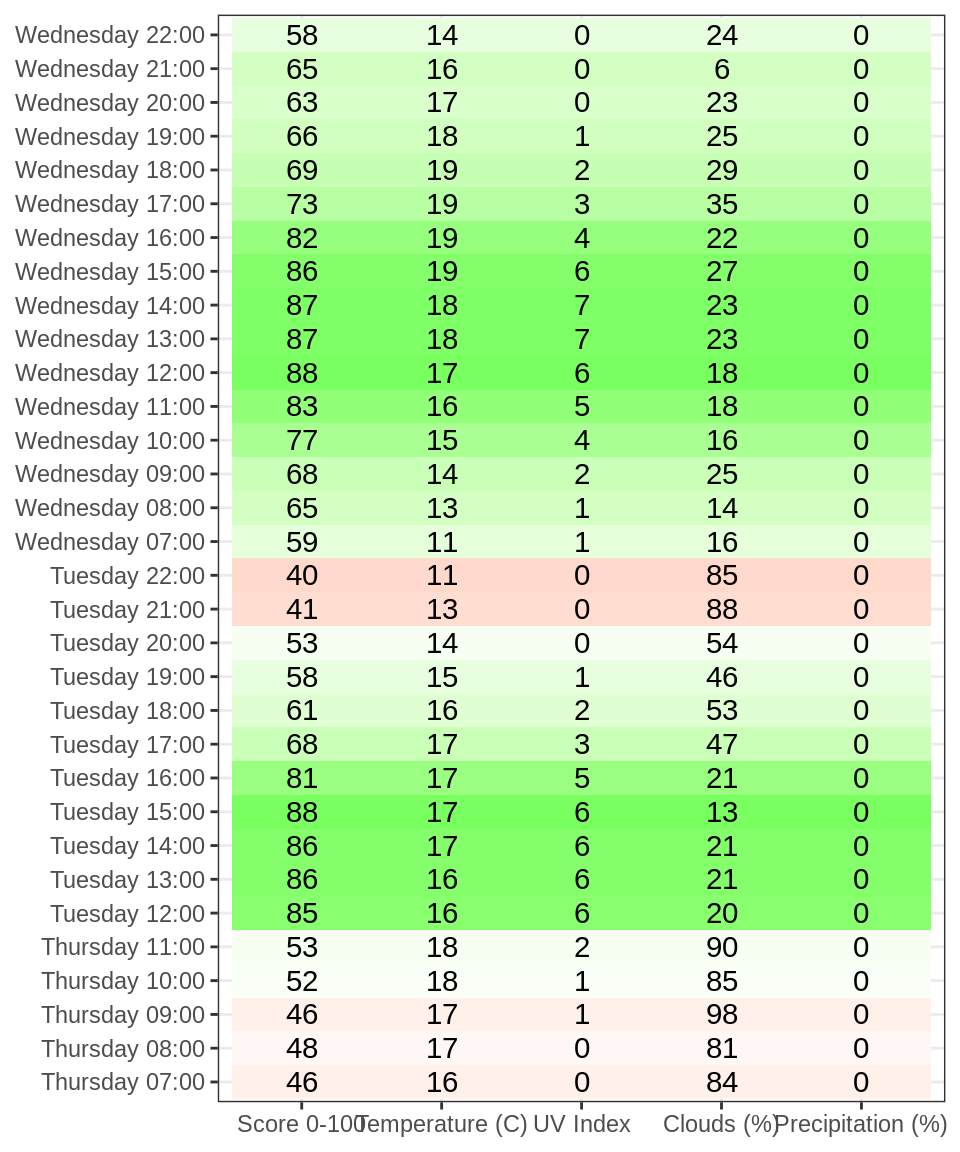 Wednesday 22:00 58 14 0 24 0
Wednesday 21:00 65 16 0 6 0
Wednesday 20:00 63 17 0 23 0
Wednesday 19:00 66 18 1 25 0
Wednesday 18:00 69 19 2 29 0
Wednesday 17:00 73 19 3 35 0
Wednesday 16:00 82 19 4 22 0
Wednesday 15:00 86 19 6 27 0
Wednesday 14:00 87 18 7 23 0
Wednesday 13:00 87 18 7 23 0
Wednesday 12:00 88 17 6 18 0
Wednesday 11:00 83 16 5 18 0
Wednesday 10:00 77 15 4 16 0
Wednesday 09:00 68 14 2 25 0
Wednesday 08:00 65 13 1 14 0
Wednesday 07:00 59 11 1 16 0
Tuesday 22:00 40 11 0 85 0
Tuesday 21:00 41 13 0 88 0
Tuesday 20:00 53 14 0 54 0
Tuesday 19:00 58 15 1 46 0
Tuesday 18:00 61 16 2 53 0
Tuesday 17:00 68 17 3 47 0
Tuesday 16:00 81 17 5 21 0
Tuesday 15:00 88 17 6 13 0
Tuesday 14:00 86 17 6 21 0
Tuesday 13:00 86 16 6 21 0
Tuesday 12:00 85 16 6 20 0
Thursday 11:00 53 18 2 90 0
Thursday 10:00 52 18 1 85 0
Thursday 09:00 46 17 1 98 0
Thursday 08:00 48 17 0 81 0
Thursday 07:00 46 16 0 84 0
Score 0-100 Temperature (C) UV Index Clouds (%) Precipitation (%)